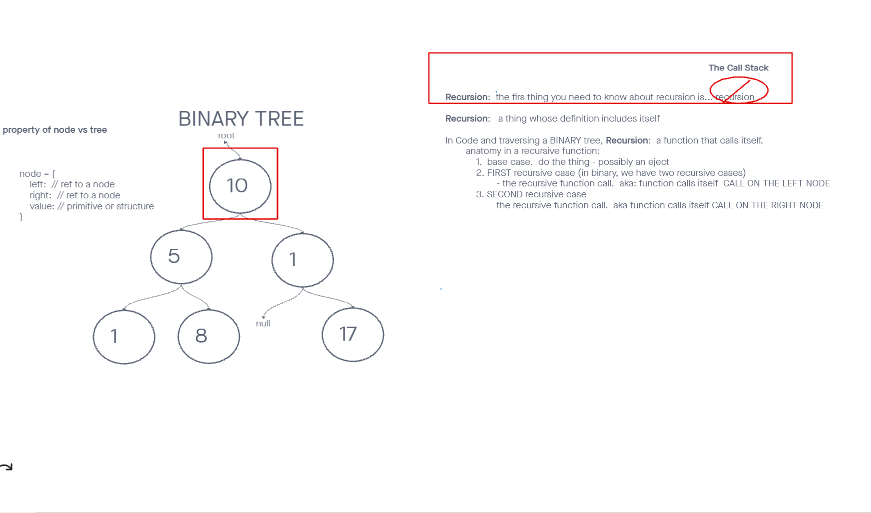 The Call Stack
Recursion: the firs thing you need to know about recursion is... recursion
BINARY TREE
Recursion: a thing whose definition includes itself
property of node vs tree
root
In Code and traversing a BINARY tree, Recursion: a function that calls itself.
anatomy in a recursive function:
1. base case. do the thing - possibly an eject
2. FIRST recursive case (in binary, we have two recursive cases)
- the recursive function call. aka: function calls itself CALL ON THE LEFT NODE
3. SECOND recursive case
the recursive function call. aka function calls itself CALL ON THE RIGHT NODE
node = {
left: // ref to a node
right: // ref to a node
value: // primitive or structure
}
10
5
1
1
8
null
17